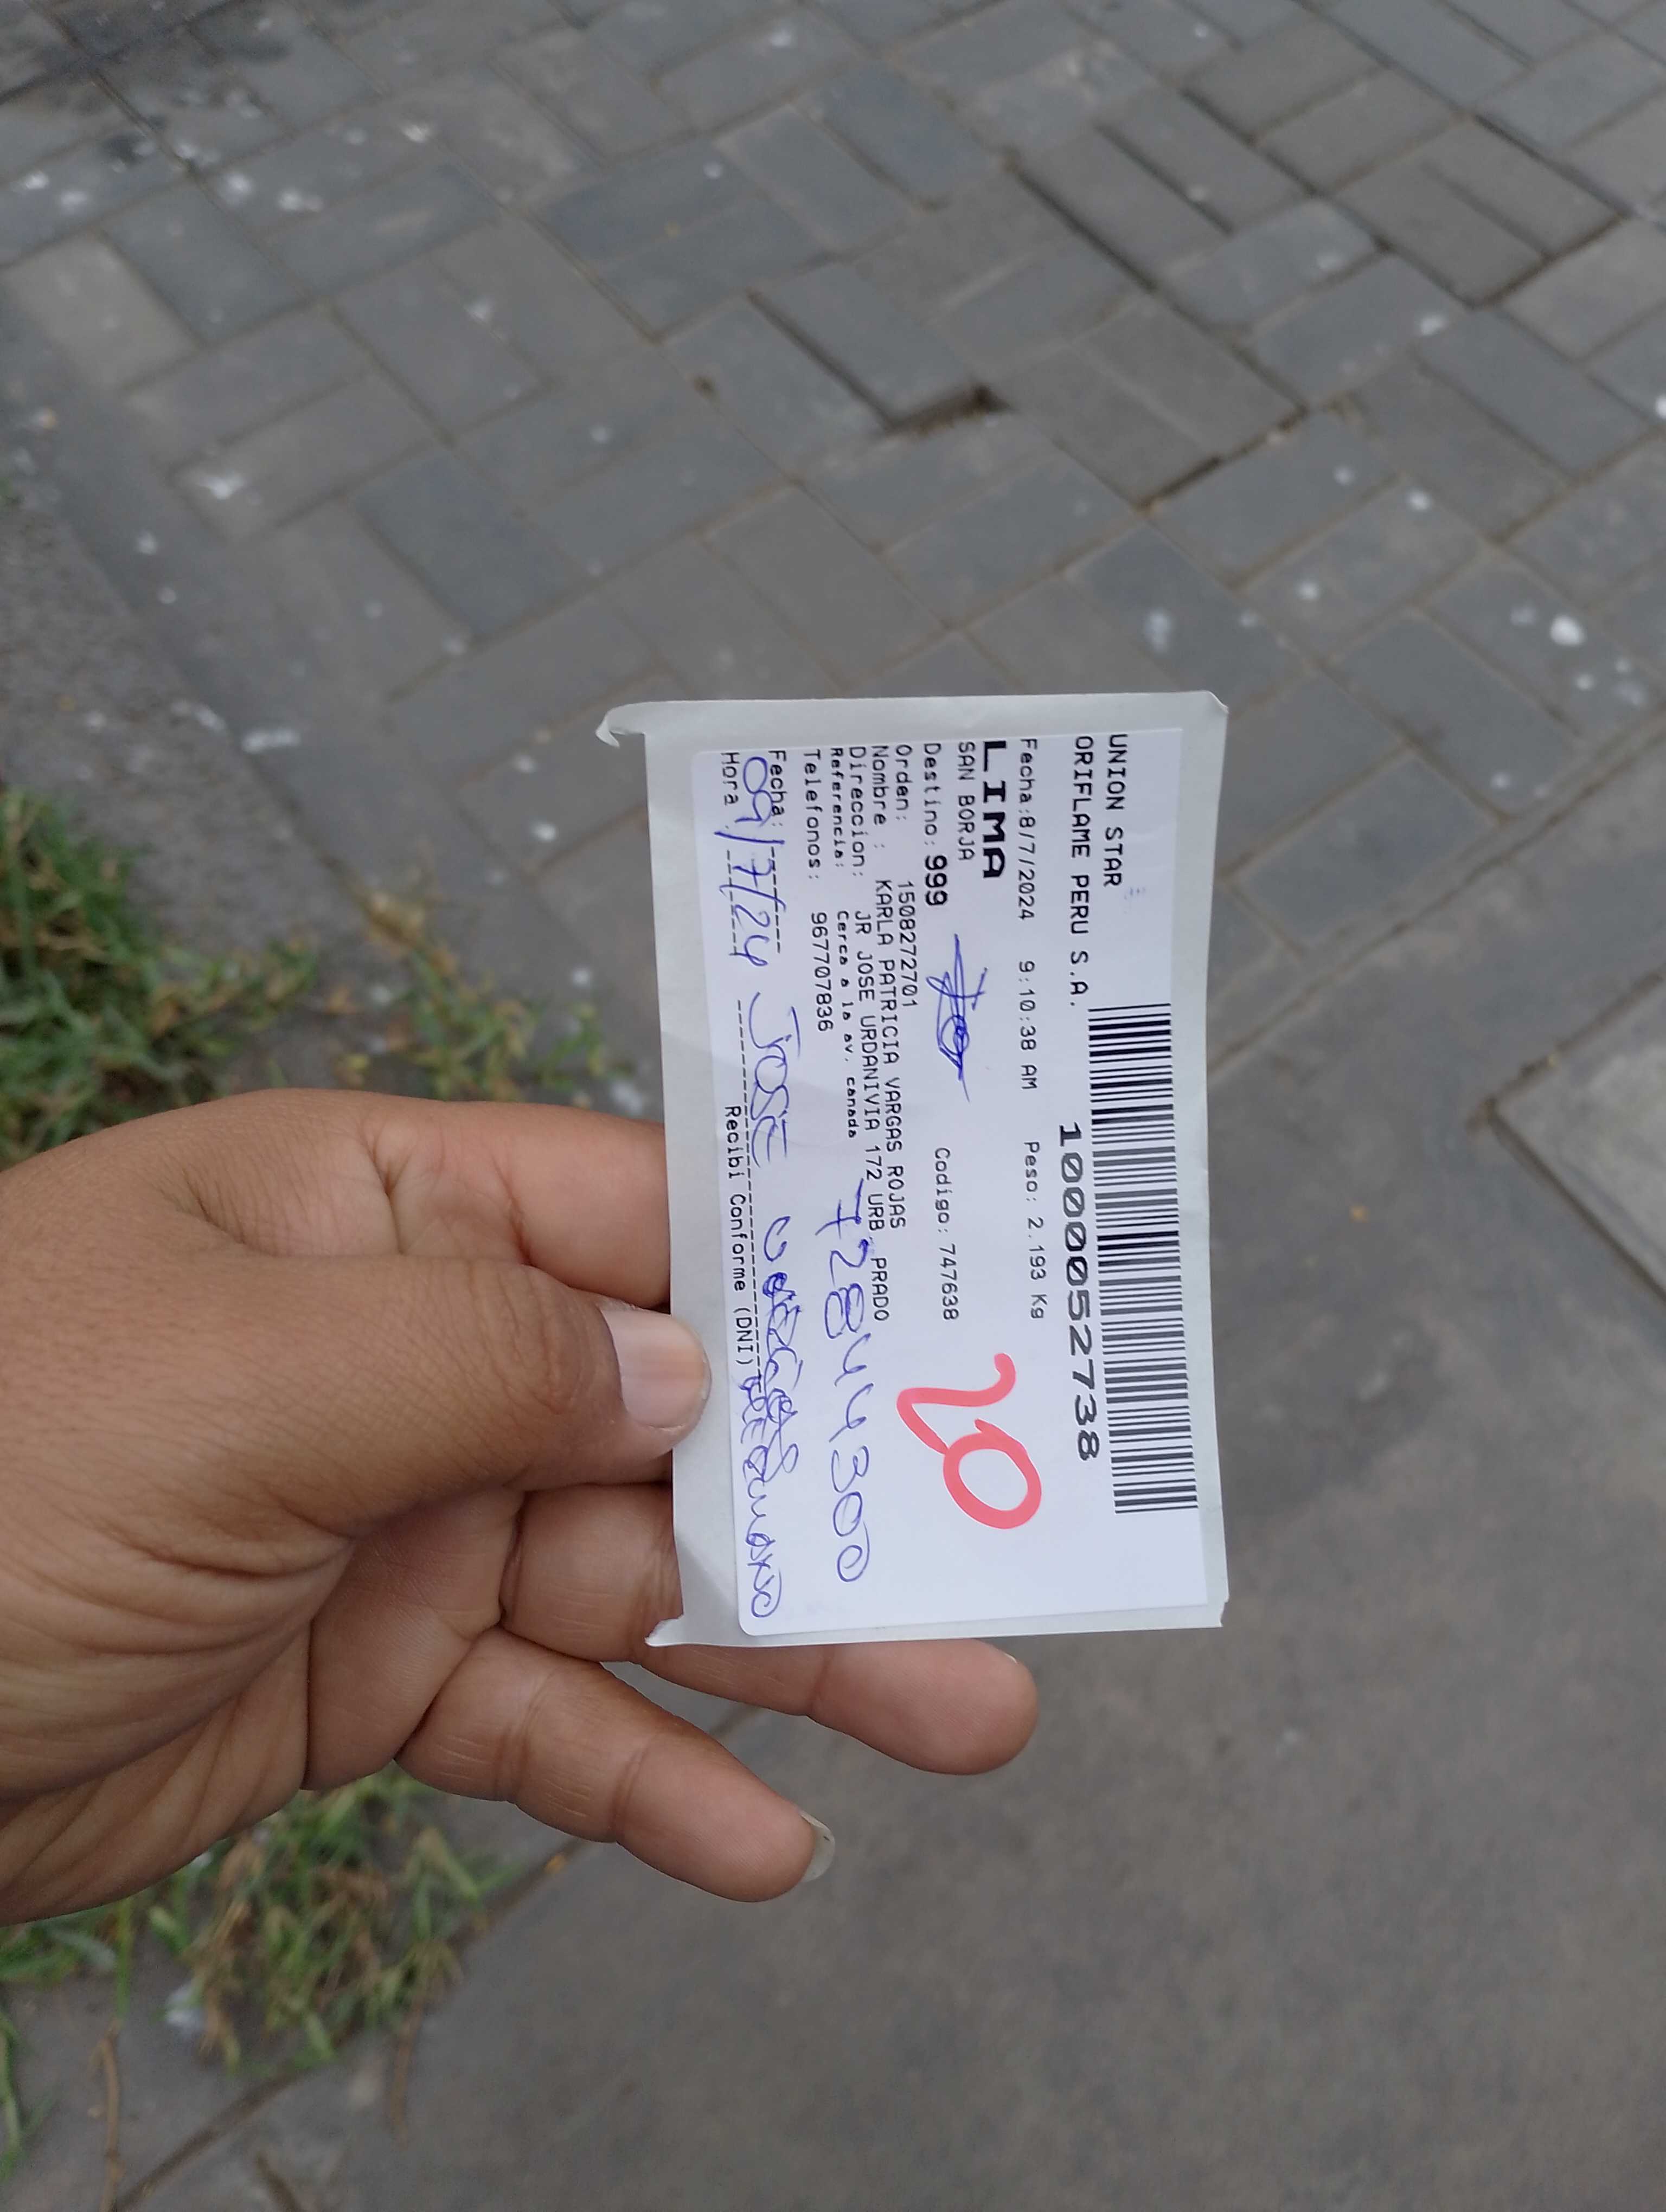 UNION STAR
ORIFLAME PERU S.A.
1000052738
Fecha:8/7/2024 9:10:38 AM Peso: 2.193 Kg
LIMA
20
SAN BORJA
Destino: 999 Codigo: 747638
Orden: 1508272701
Nombre : KARLA PATRICIA VARGAS ROJAS
Direccion: JR JOSE URDANIVIA 172 URB. PRADO
Referencia: Cerca a la av. canada
Telefonos: 967707836
72844300
Fecha:
09/7/24 JOSE
Hora : Recibi Conforme (DNI)